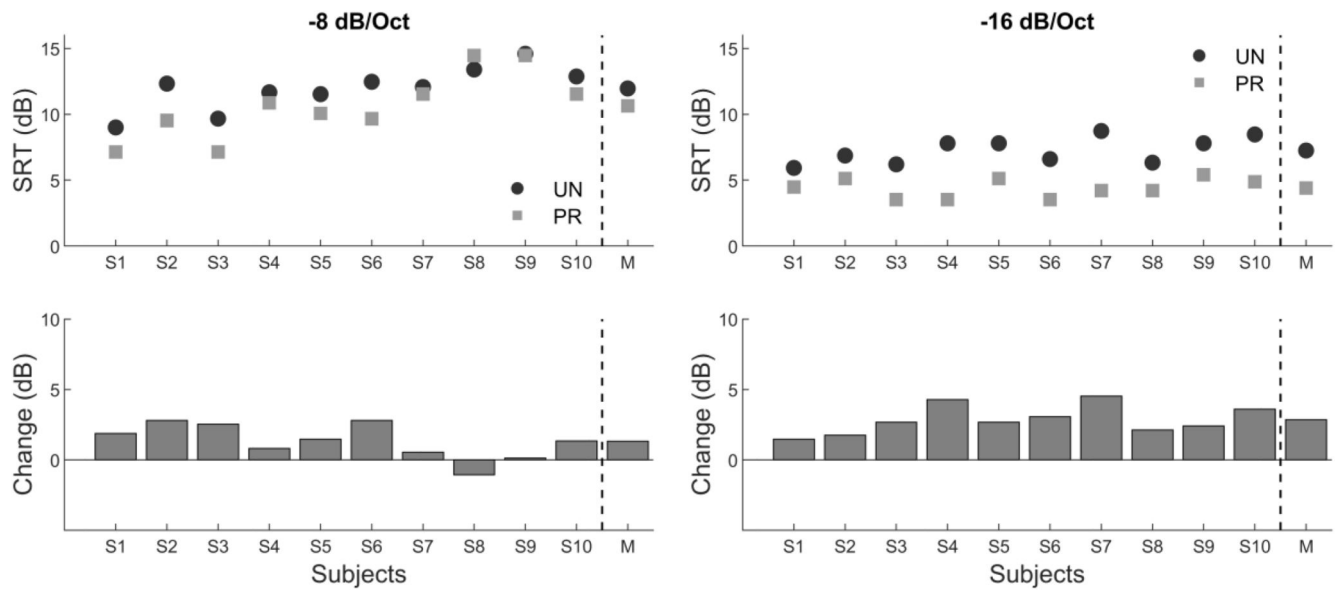 -8 dB/Oct
15
10
5
0
SRT (dB)
UN
PR
S1 S2 S3 S4 S5 S6 S7 S8 S9 S10 M
-16 dB/Oct
15
10
5
0
SRT (dB)
UN
PR
S1 S2 S3 S4 S5 S6 S7 S8 S9 S10 M
10
5
0
Change (dB)
S1 S2 S3 S4 S5 S6 S7 S8 S9 S10 M
Subjects
10
5
0
Change (dB)
S1 S2 S3 S4 S5 S6 S7 S8 S9 S10 M
Subjects